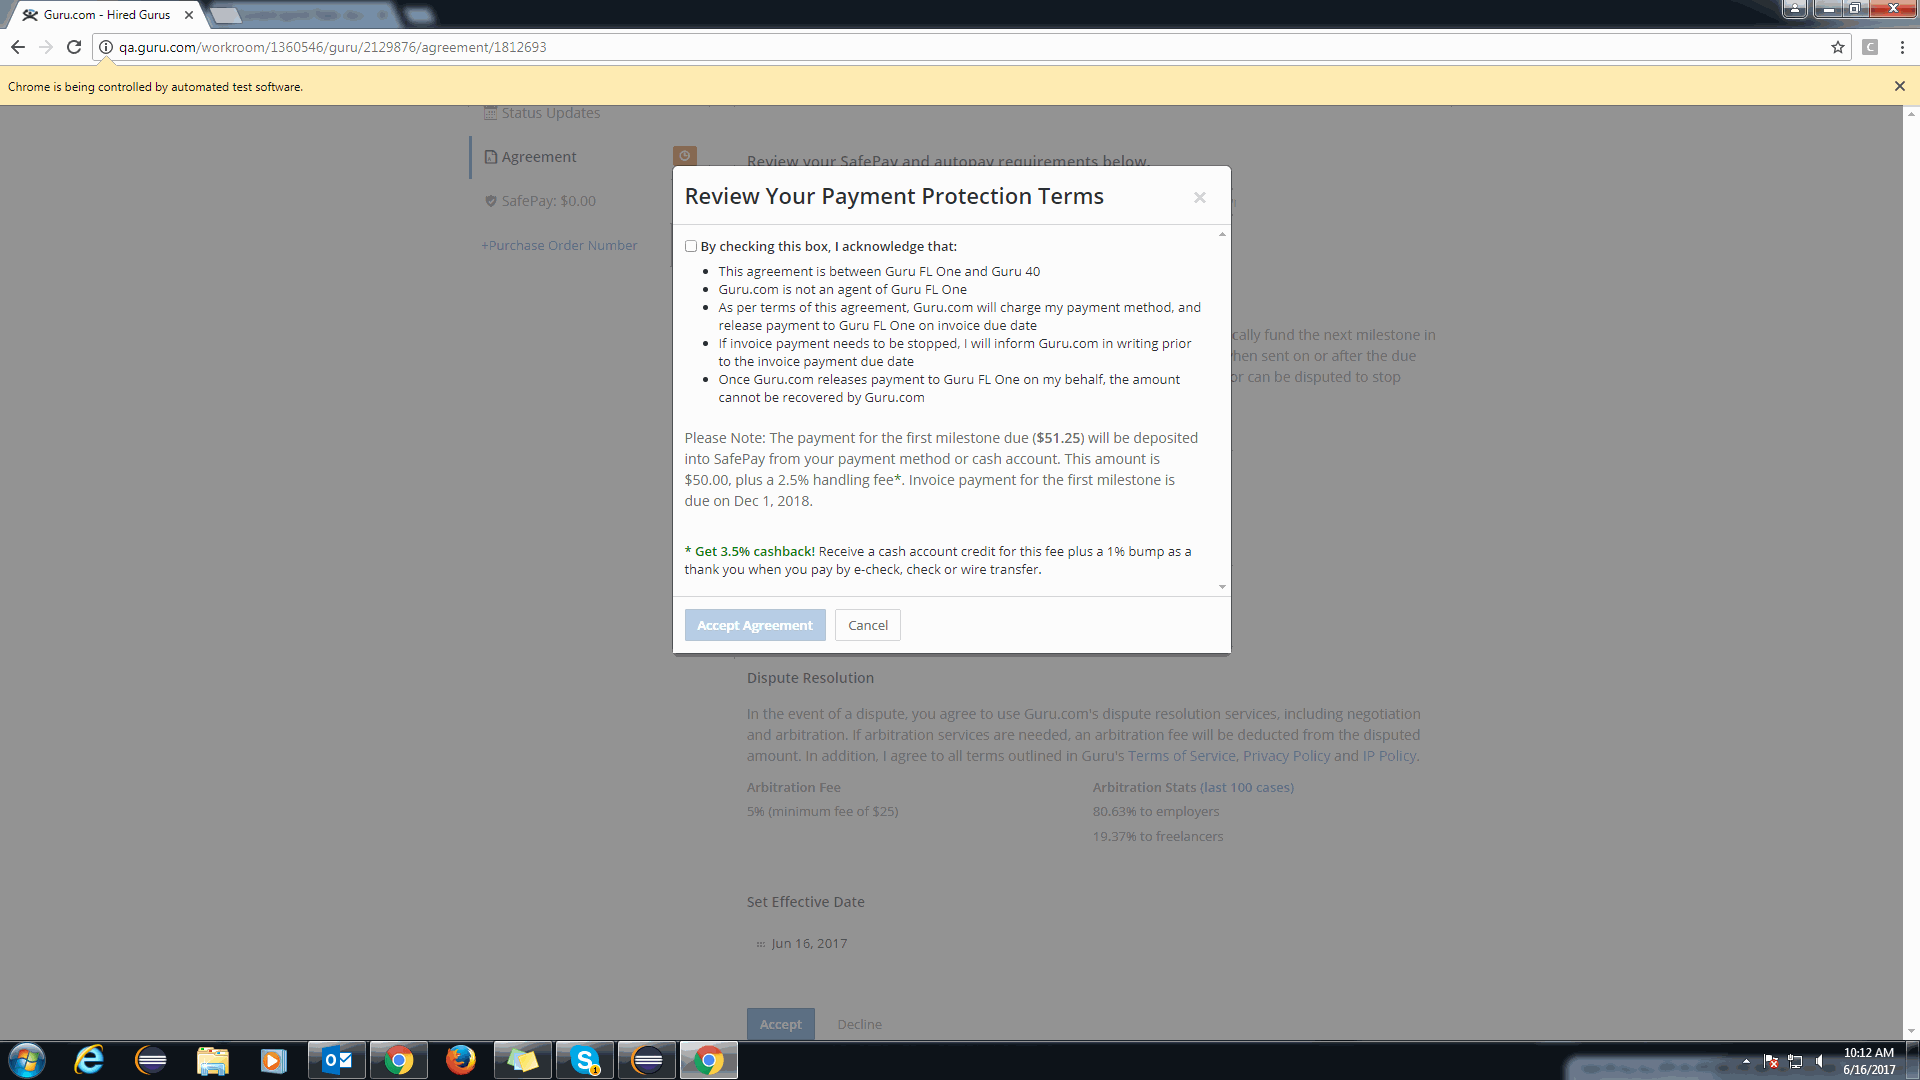 Guru.com - Hired Gurus
qa.guru.com/workroom/1360546/guru/2129876/agreement/1812693
C
Chrome is being controlled by automated test software.
Status Updates
Agreement
SafePay: $0.00
+Purchase Order Number
Review your SafePay and autopay requirements below.
Review Your Payment Protection Terms
By checking this box, I acknowledge that:
• This agreement is between Guru FL One and Guru 40
• Guru.com is not an agent of Guru FL One
• As per terms of this agreement, Guru.com will charge my payment method, and
release payment to Guru FL One on invoice due date
• If invoice payment needs to be stopped, I will inform Guru.com in writing prior
to the invoice payment due date
• Once Guru.com releases payment to Guru FL One on my behalf, the amount
cannot be recovered by Guru.com
Please Note: The payment for the first milestone due ($51.25) will be deposited
into SafePay from your payment method or cash account. This amount is
$50.00, plus a 2.5% handling fee*. Invoice payment for the first milestone is
due on Dec 1, 2018.
* Get 3.5% cashback! Receive a cash account credit for this fee plus a 1% bump as a
thank you when you pay by e-check, check or wire transfer.
Accept Agreement
Cancel
cally fund the next milestone in
hen sent on or after the due
or can be disputed to stop
Dispute Resolution
In the event of a dispute, you agree to use Guru.com's dispute resolution services, including negotiation
and arbitration. If arbitration services are needed, an arbitration fee will be deducted from the disputed
amount. In addition, I agree to all terms outlined in Guru's Terms of Service, Privacy Policy and IP Policy.
Arbitration Fee
5% (minimum fee of $25)
Arbitration Stats (last 100 cases)
80.63% to employers
19.37% to freelancers
Set Effective Date
Jun 16, 2017
Accept
Decline
10:12 AM
6/16/2017